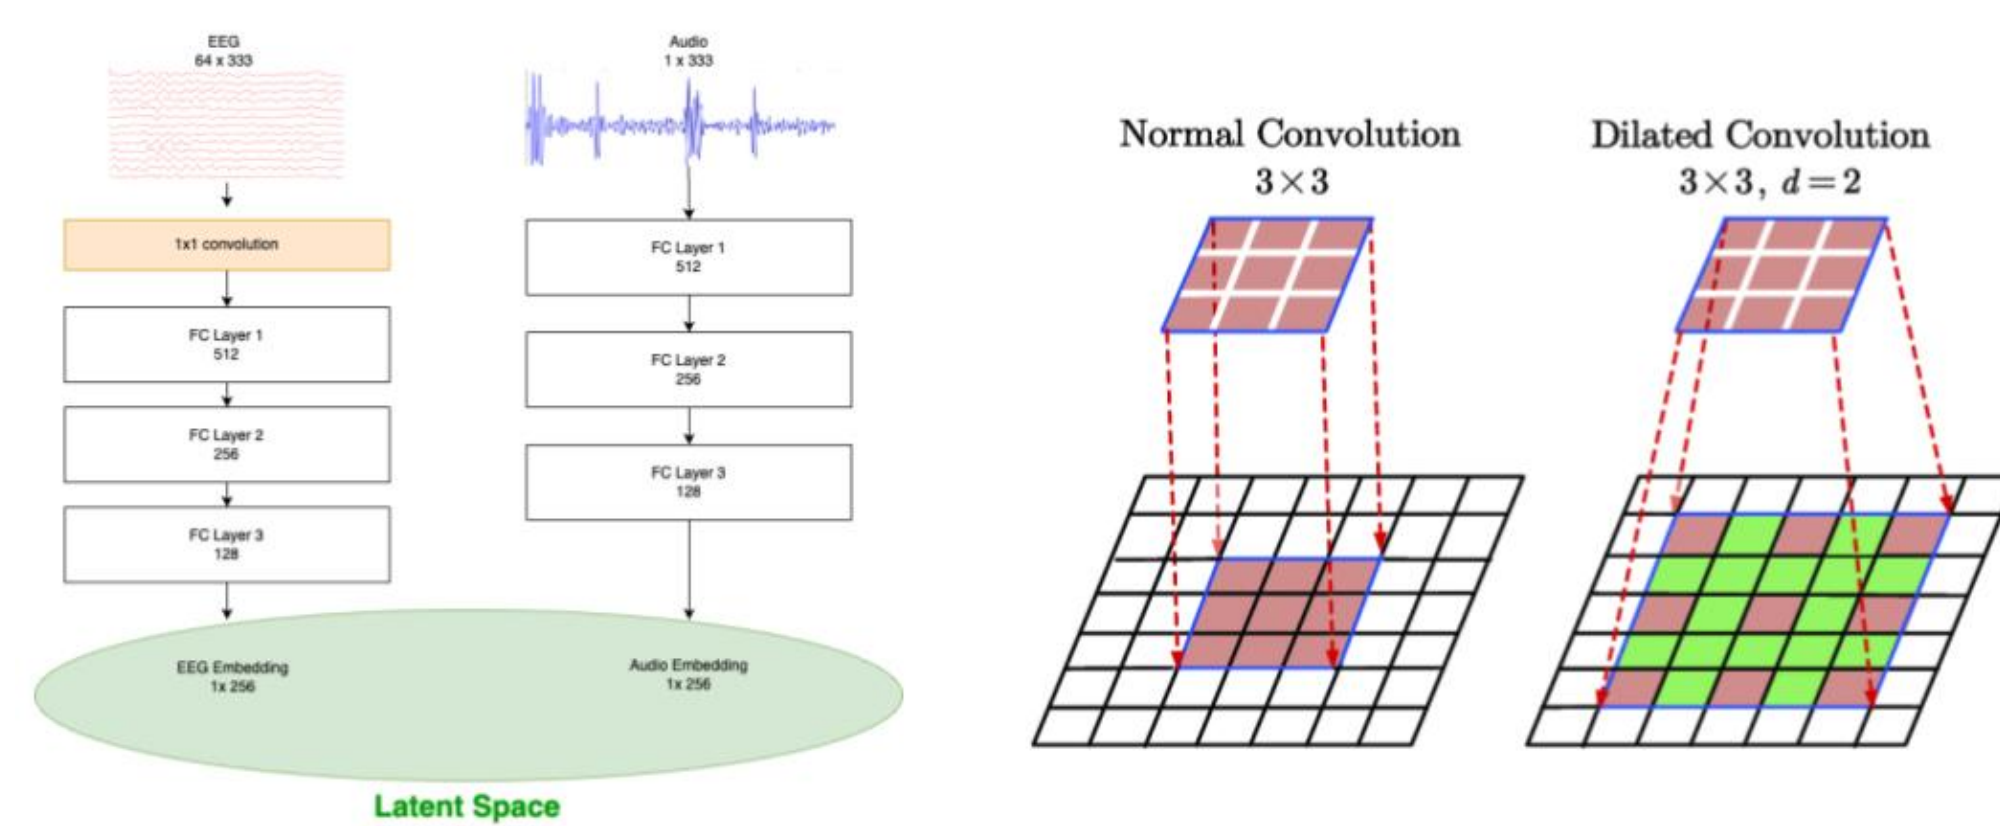 EEG
64 x 333
1x1 convolution
FC Layer 1
512
FC Layer 2
256
FC Layer 3
128
EEG Embedding
1x 256
Audio
1 x 333
FC Layer 1
512
FC Layer 2
256
FC Layer 3
128
Audio Embedding
1x 256
Latent Space
Normal Convolution
3×3
Dilated Convolution
3×3, d=2